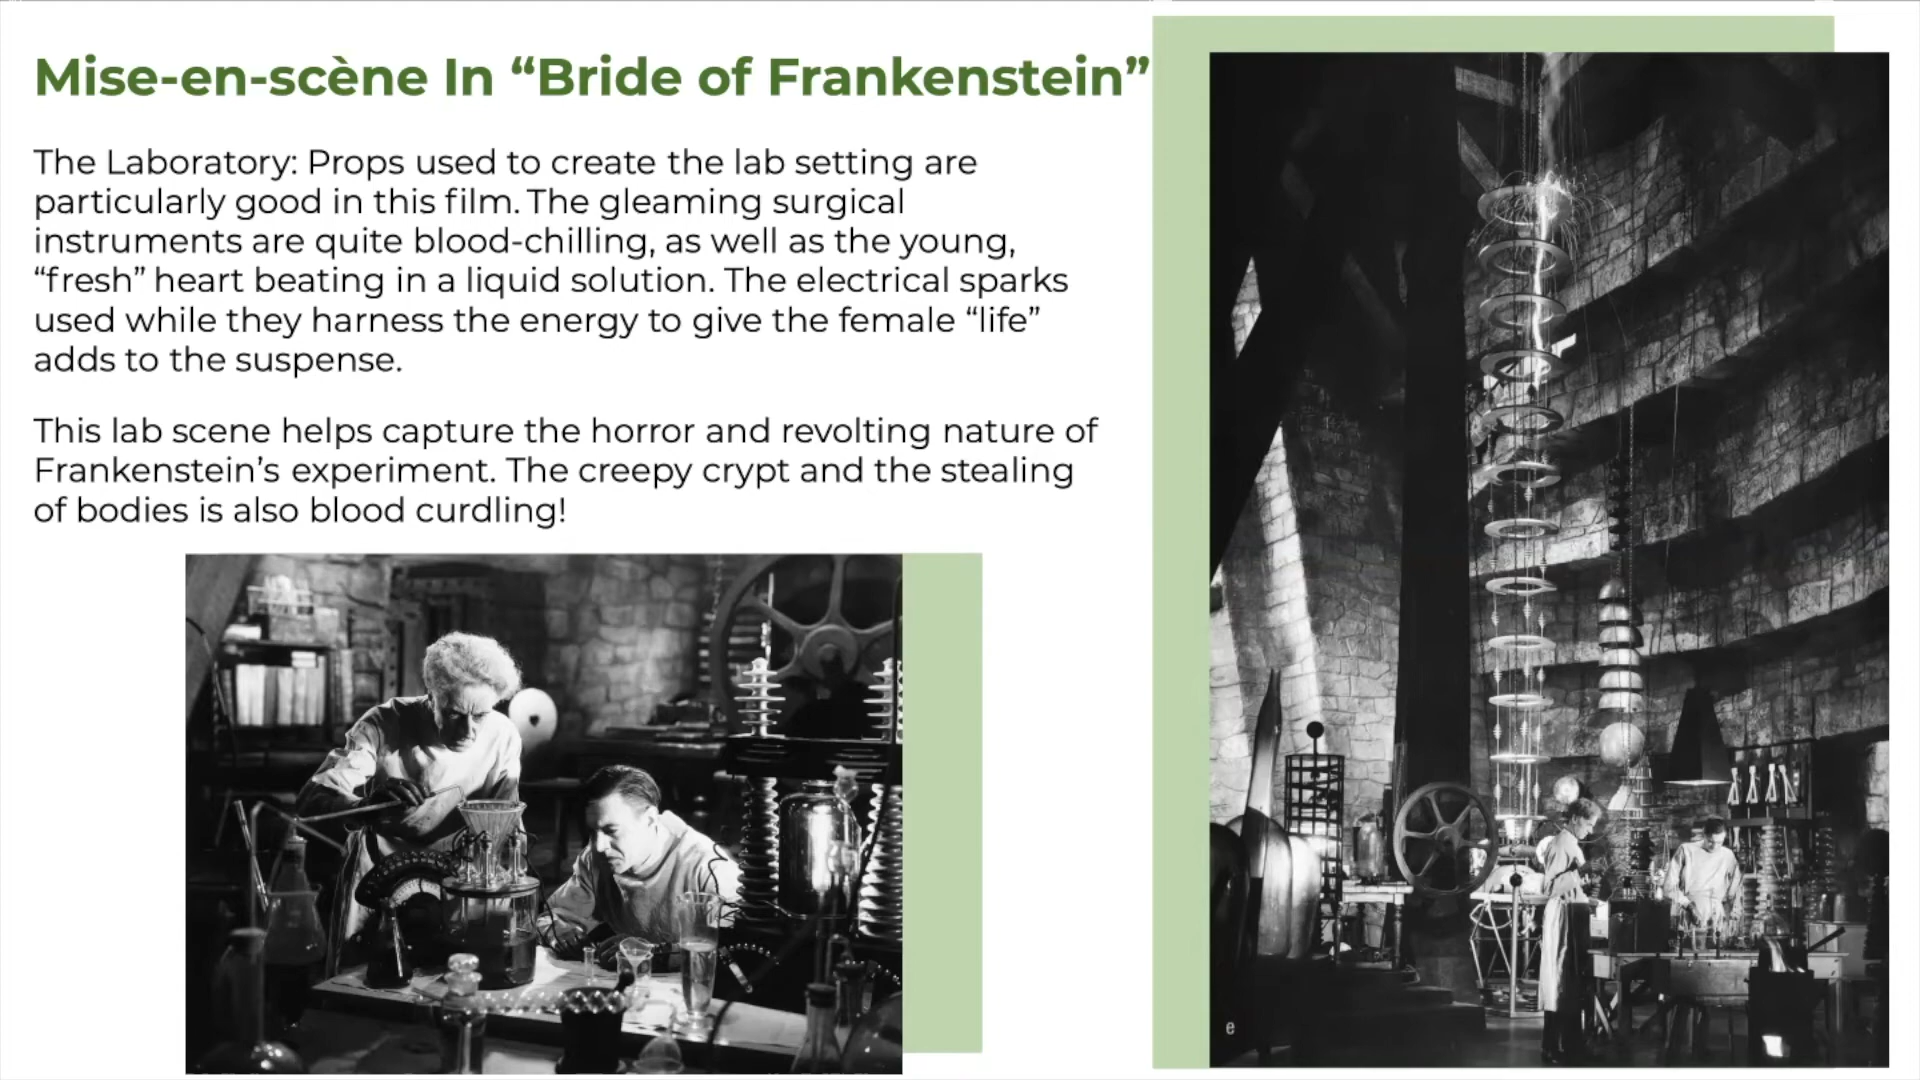 Mise-en-scène In “Bride of Frankenstein”
The Laboratory: Props used to create the lab setting are
particularly good in this film. The gleaming surgical
instruments are quite blood-chilling, as well as the young,
“fresh” heart beating in a liquid solution. The electrical sparks
used while they harness the energy to give the female “life”
adds to the suspense.
This lab scene helps capture the horror and revolting nature of
Frankenstein’s experiment. The creepy crypt and the stealing
of bodies is also blood curdling!
e